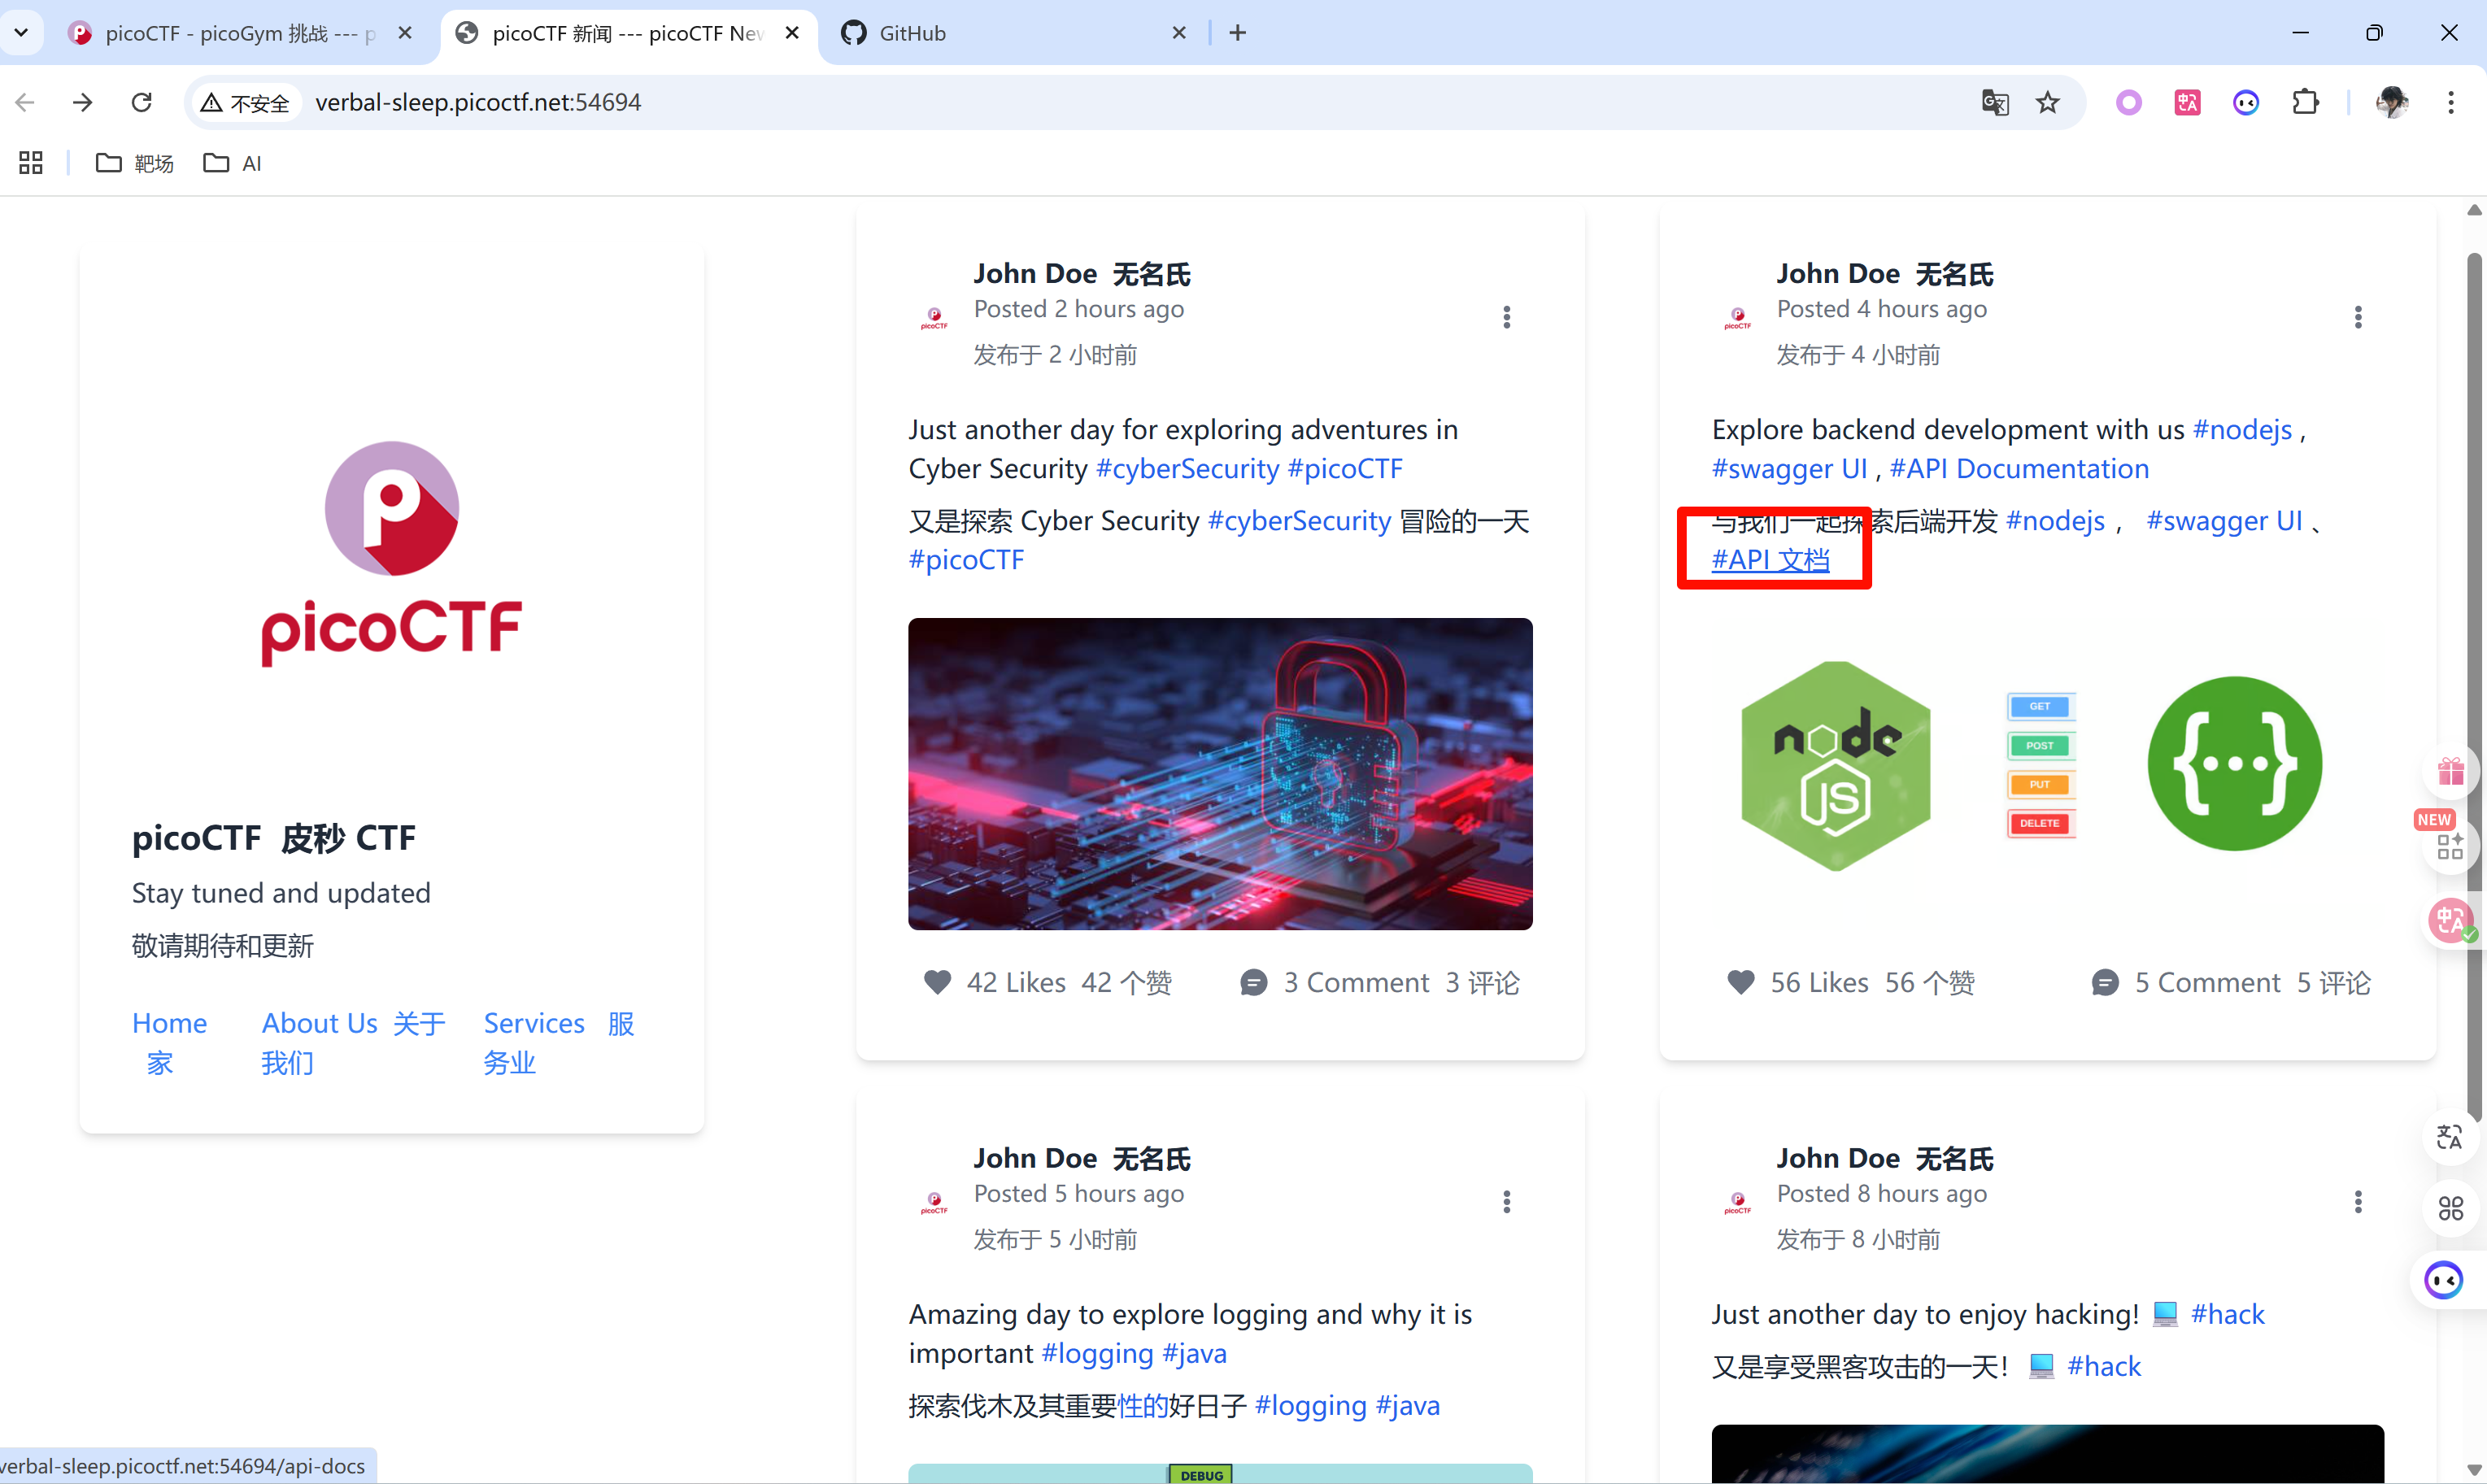 picoCTF - picoGym 挑战 --- p
picoCTF 新闻 --- picoCTF New
GitHub
不安全
verbal-sleep.picoctf.net:54694
靶场
AI
picoCTF
picoCTF 皮秒 CTF
Stay tuned and updated
敬请期待和更新
Home
家
About Us 关于
我们
Services 服
务业
John Doe 无名氏
Posted 2 hours ago
发布于 2 小时前
picoCTF
Just another day for exploring adventures in
Cyber Security #cyberSecurity #picoCTF
又是探索 Cyber Security #cyberSecurity 冒险的一天
#picoCTF
42 Likes 42 个赞
3 Comment 3 评论
John Doe 无名氏
Posted 4 hours ago
发布于 4 小时前
picoCTF
Explore backend development with us #nodejs ,
#swagger UI , #API Documentation
与我们一起探索后端开发 #nodejs ， #swagger UI 、
#API 文档
node
JS
GET
POST
PUT
DELETE
{...}
56 Likes 56 个赞
5 Comment 5 评论
John Doe 无名氏
Posted 5 hours ago
发布于 5 小时前
picoCTF
Amazing day to explore logging and why it is
important #logging #java
探索伐木及其重要性的好日子 #logging #java
DEBUG
John Doe 无名氏
Posted 8 hours ago
发布于 8 小时前
picoCTF
Just another day to enjoy hacking! 💻 #hack
又是享受黑客攻击的一天！ 💻 #hack
NEW
verbal-sleep.picoctf.net:54694/api-docs